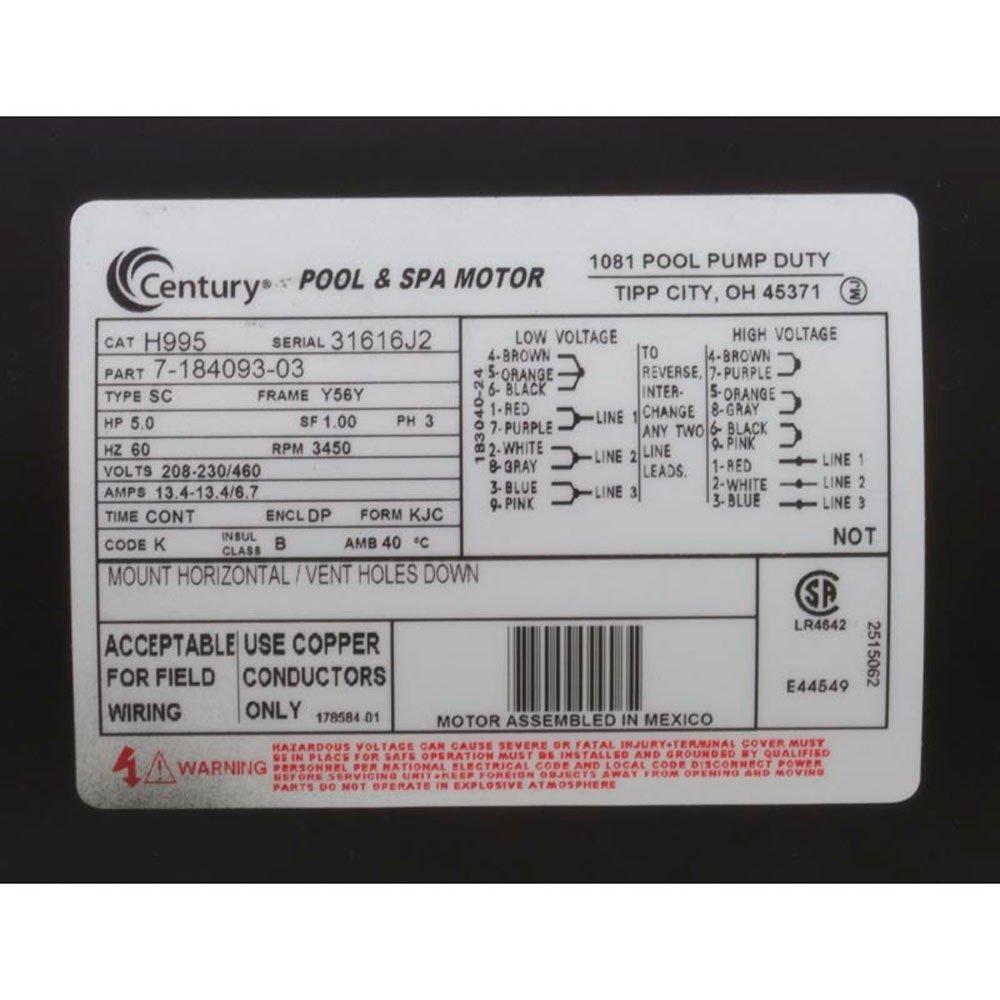 Century® POOL & SPA MOTOR
1081 POOL PUMP DUTY
TIPP CITY, OH 45371
CAT H995 SERIAL 31616J2
PART 7-184093-03
TYPE SC FRAME Y56Y
HP 5.0 SF 1.00 PH 3
HZ 60 RPM 3450
VOLTS 208-230/460
AMPS 13.4-13.4/6.7
TIME CONT ENCL DP FORM KJC
CODE K INSUL CLASS B AMB 40 °C
183040-24
LOW VOLTAGE
4-BROWN
5-ORANGE
6-BLACK
1-RED
7-PURPLE
LINE 1
2-WHITE
8-GRAY
LINE 2
3-BLUE
9-PINK
LINE 3
TO
REVERSE,
INTER-
CHANGE
ANY TWO
LINE
LEADS.
HIGH VOLTAGE
4-BROWN
7-PURPLE
5-ORANGE
8-GRAY
6-BLACK
9-PINK
1-RED LINE 1
2-WHITE LINE 2
3-BLUE LINE 3
NOT
MOUNT HORIZONTAL / VENT HOLES DOWN
ACCEPTABLE
FOR FIELD
WIRING
USE COPPER
CONDUCTORS
ONLY 178584-01
MOTOR ASSEMBLED IN MEXICO
SA
LR4642
E44549
2515062
WARNING
HAZARDOUS VOLTAGE CAN CAUSE SEVERE OR FATAL INJURY•TERMINAL COVER MUST
BE IN PLACE FOR SAFE OPERATION MUST BE INSTALLED AND GROUNDED BY QUALIFIED
PERSONNEL PER NATIONAL ELECTRICAL CODE AND LOCAL CODE DISCONNECT POWER
BEFORE SERVICING UNIT•KEEP FOREIGN OBJECTS AWAY FROM OPENING AND MOVING
PARTS DO NOT OPERATE IN EXPLOSIVE ATMOSPHERE